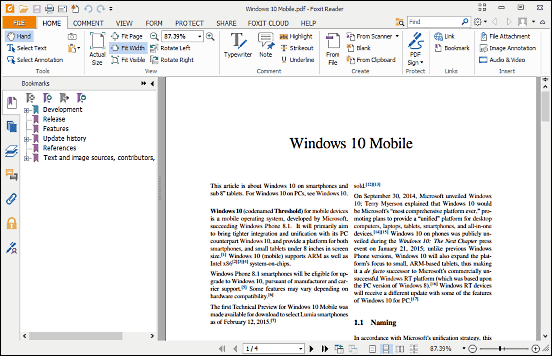 Windows 10 Mobile.pdf - Foxit Reader
FILE HOME COMMENT VIEW FORM PROTECT SHARE FOXIT CLOUD HELP Find
Hand
Select Text
Select Annotation
Tools
Actual Size
Fit Page
Fit Width
Fit Visible
87.39%
Rotate Left
Rotate Right
View
Typewriter
Note
Highlight
Strikeout
Underline
Comment
From File
From Scanner
Blank
From Clipboard
Create
PDF Sign
Protect
Link
Bookmark
Links
File Attachment
Image Annotation
Audio & Video
Insert
Bookmarks
Development
Release
Features
Update history
References
Text and image sources, contributors,
Windows 10 Mobile
This article is about Windows 10 on smartphones and
sub 8" tablets. For Windows 10 on PCs, see Windows 10.
Windows 10 (codenamed Threshold) for mobile devices
is a mobile operating system, developed by Microsoft,
succeeding Windows Phone 8.1. It will primarily aim
to bring tighter integration and unification with its PC
counterpart Windows 10, and provide a platform for both
smartphones, and small tablets under 8 inches in screen
size.[1] Windows 10 (mobile) supports ARM as well as
Intel x86[2][3][4] system-on-chips.
Windows Phone 8.1 smartphones will be eligible for up-
grade to Windows 10, pursuant of manufacturer and car-
rier support.[5] Some features may vary depending on
hardware compatibility.[6]
The first Technical Preview for Windows 10 Mobile was
made available for download to select Lumia smartphones
as of February 12, 2015.[7]
sold.[12][13]
On September 30, 2014, Microsoft unveiled Windows
10; Terry Myerson explained that Windows 10 would
be Microsoft's "most comprehensive platform ever," pro-
moting plans to provide a "unified" platform for desktop
computers, laptops, tablets, smartphones, and all-in-one
devices.[14][15] Windows 10 on phones was publicly un-
veiled during the Windows 10: The Next Chapter press
event on January 21, 2015; unlike previous Windows
Phone versions, Windows 10 will also expand the plat-
form's focus to small, ARM-based tablets, thus making
it a de facto successor to Microsoft's commercially un-
successful Windows RT platform (which was based upon
the PC version of Windows 8).[16] Windows RT devices
will receive a different update with some of the features
of Windows 10 for PC.[17]
1.1 Naming
In accordance with Microsoft's unification strategy, this
1 / 4
87.39%